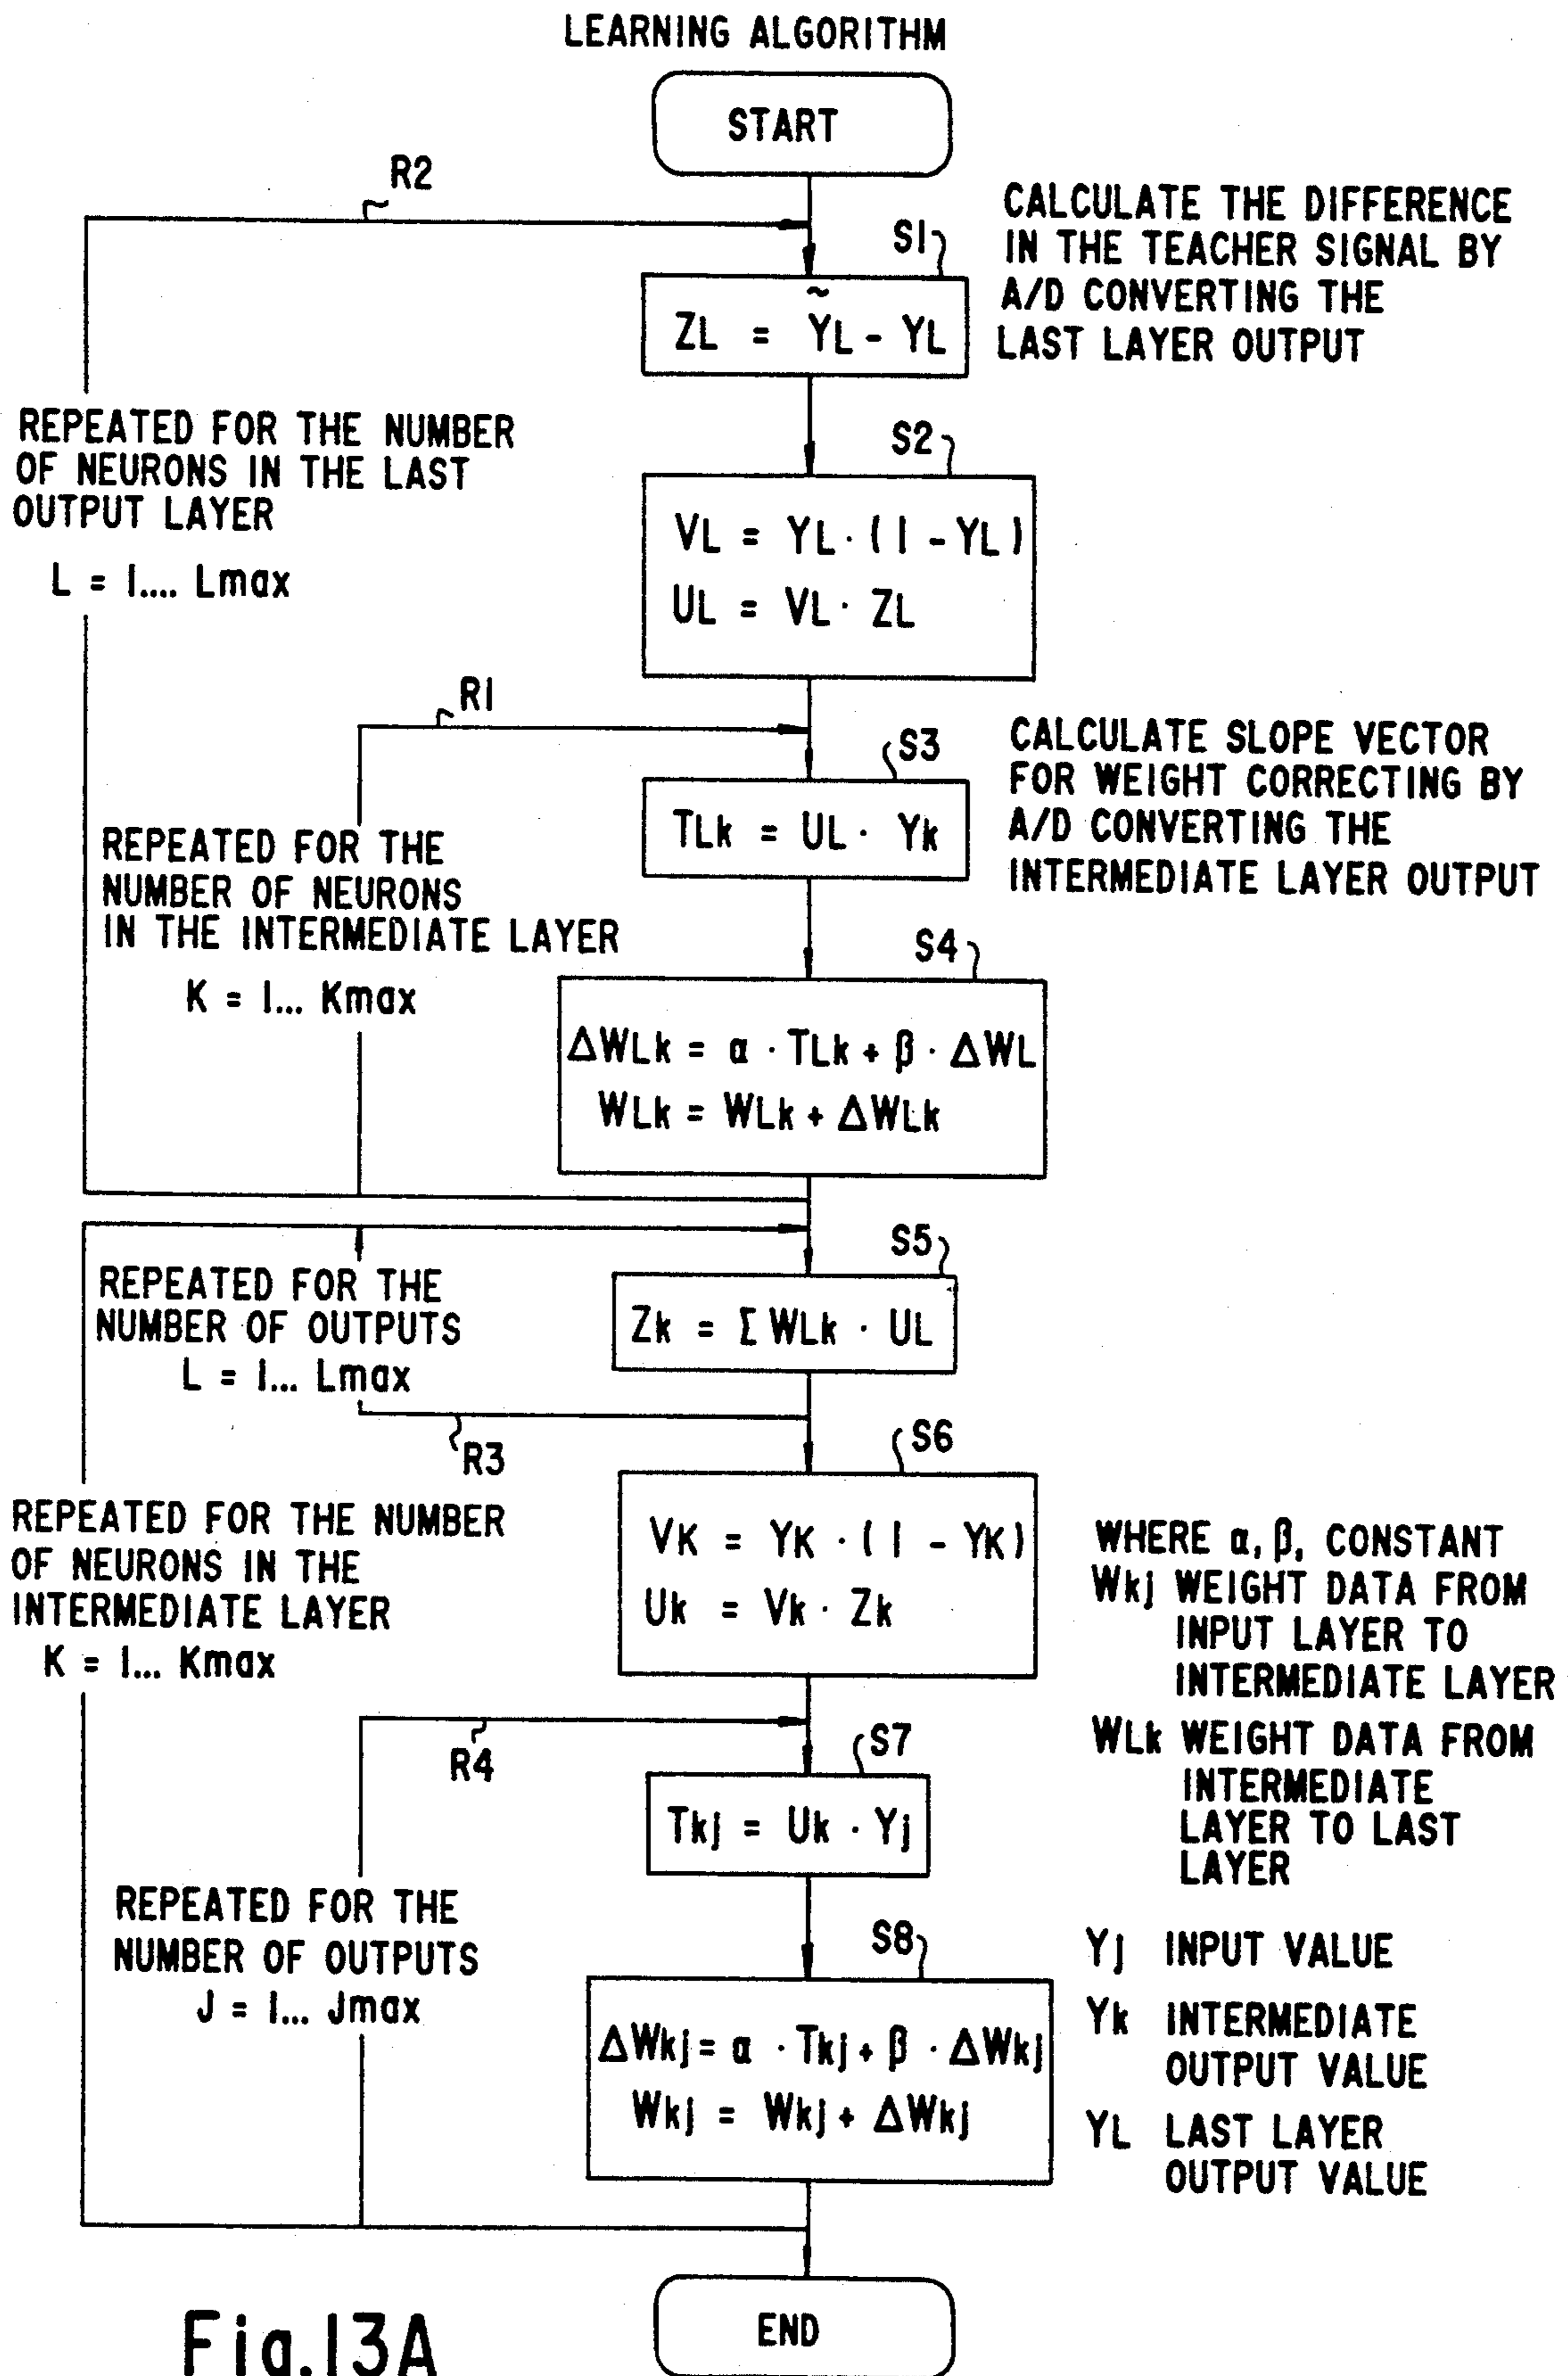 LEARNING ALGORITHM
START
R2
S1
CALCULATE THE DIFFERENCE
IN THE TEACHER SIGNAL BY
A/D CONVERTING THE
LAST LAYER OUTPUT
ZL = ỸL - YL
REPEATED FOR THE NUMBER
OF NEURONS IN THE LAST
OUTPUT LAYER
L = 1.... Lmax
S2
VL = YL · (1 - YL)
UL = VL · ZL
R1
S3
CALCULATE SLOPE VECTOR
FOR WEIGHT CORRECTING BY
A/D CONVERTING THE
INTERMEDIATE LAYER OUTPUT
TLk = UL · Yk
REPEATED FOR THE
NUMBER OF NEURONS
IN THE INTERMEDIATE LAYER
K = 1... Kmax
S4
ΔWLk = α · TLk + β · ΔWL
WLk = WLk + ΔWLk
S5
REPEATED FOR THE
NUMBER OF OUTPUTS
L = 1... Lmax
Zk = Σ WLk · UL
R3
S6
REPEATED FOR THE NUMBER
OF NEURONS IN THE
INTERMEDIATE LAYER
K = 1... Kmax
VK = YK · (1 - YK)
Uk = Vk · Zk
WHERE α, β, CONSTANT
Wkj WEIGHT DATA FROM
INPUT LAYER TO
INTERMEDIATE LAYER
WLk WEIGHT DATA FROM
INTERMEDIATE
LAYER TO LAST
LAYER
R4
S7
Tkj = Uk · Yj
REPEATED FOR THE
NUMBER OF OUTPUTS
J = 1... Jmax
S8
ΔWkj = α · Tkj + β · ΔWkj
Wkj = Wkj + ΔWkj
Yj INPUT VALUE
Yk INTERMEDIATE
OUTPUT VALUE
YL LAST LAYER
OUTPUT VALUE
END
Fig.13A